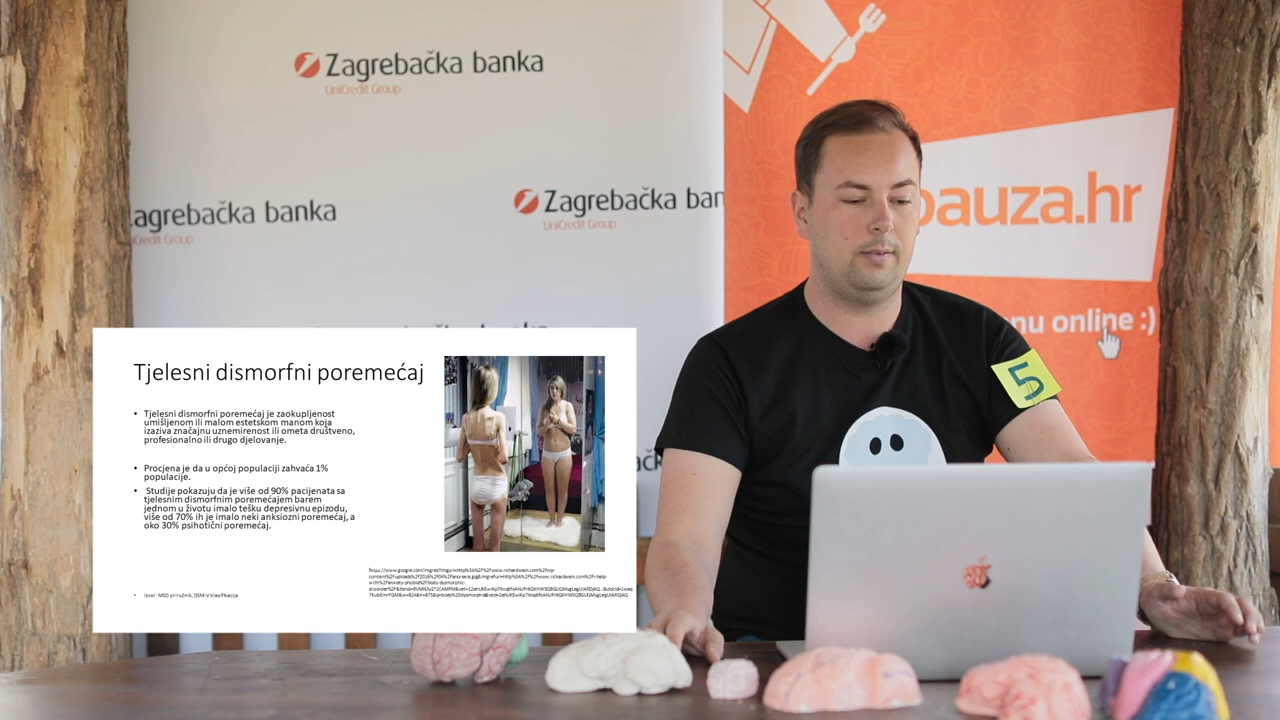 Zagrebačka banka
UniCredit Group
Zagrebačka ban
UniCredit Group
agrebačka banka
Credit Group
pauza.hr
nu online :)
5
Tjelesni dismorfni poremećaj
• Tjelesni dismorfni poremećaj je zaokupljenost
umišljenom ili malom estetskom manom koja
izaziva značajnu uznemirenost ili ometa društveno,
profesionalno ili drugo djelovanje.
• Procjena je da u općoj populaciji zahvaća 1%
populacije.
• Studije pokazuju da je više od 90% pacijenata sa
tjelesnim dismorfnim poremećajem barem
jednom u životu imalo tešku depresivnu epizodu,
više od 70% ih je imalo neki anksiozni poremećaj, a
oko 30% psihotični poremećaj.
• Izvor: MSD priručnik, DSM-V klasifikacija